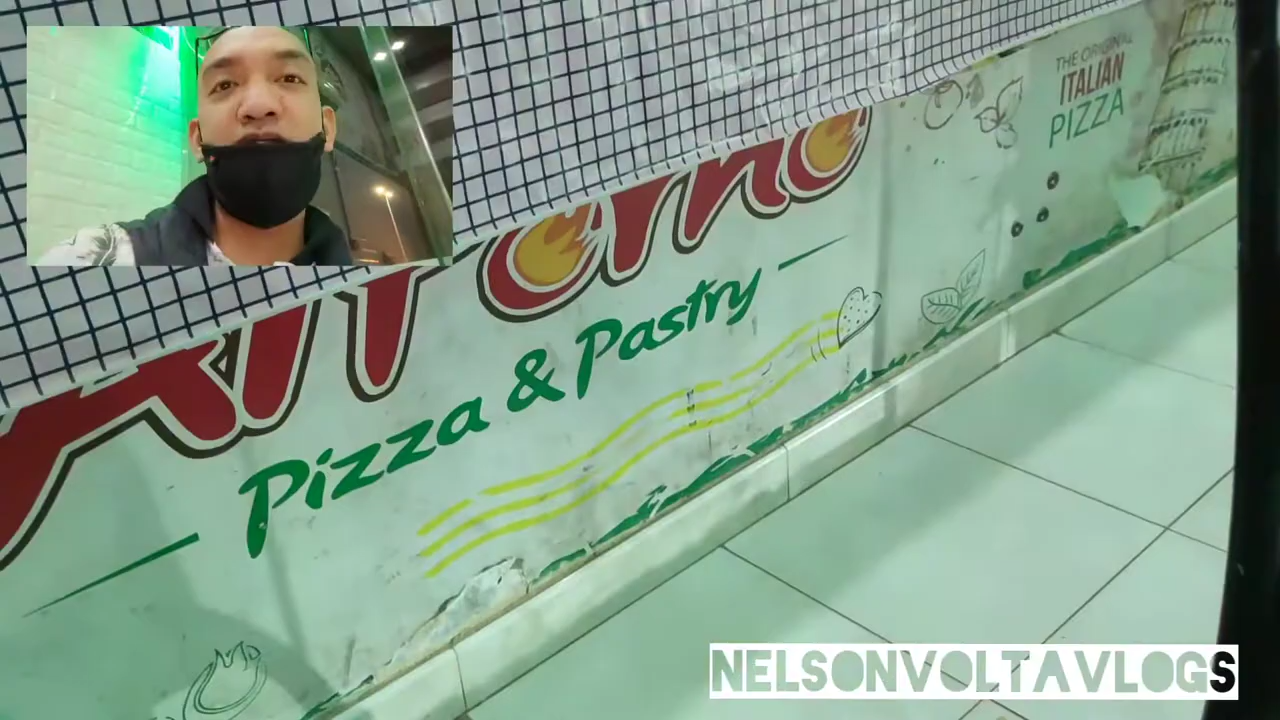 Pizza & Pastry
THE ORIGINAL
ITALIAN
PIZZA
NELSONVOLTAVLOGS